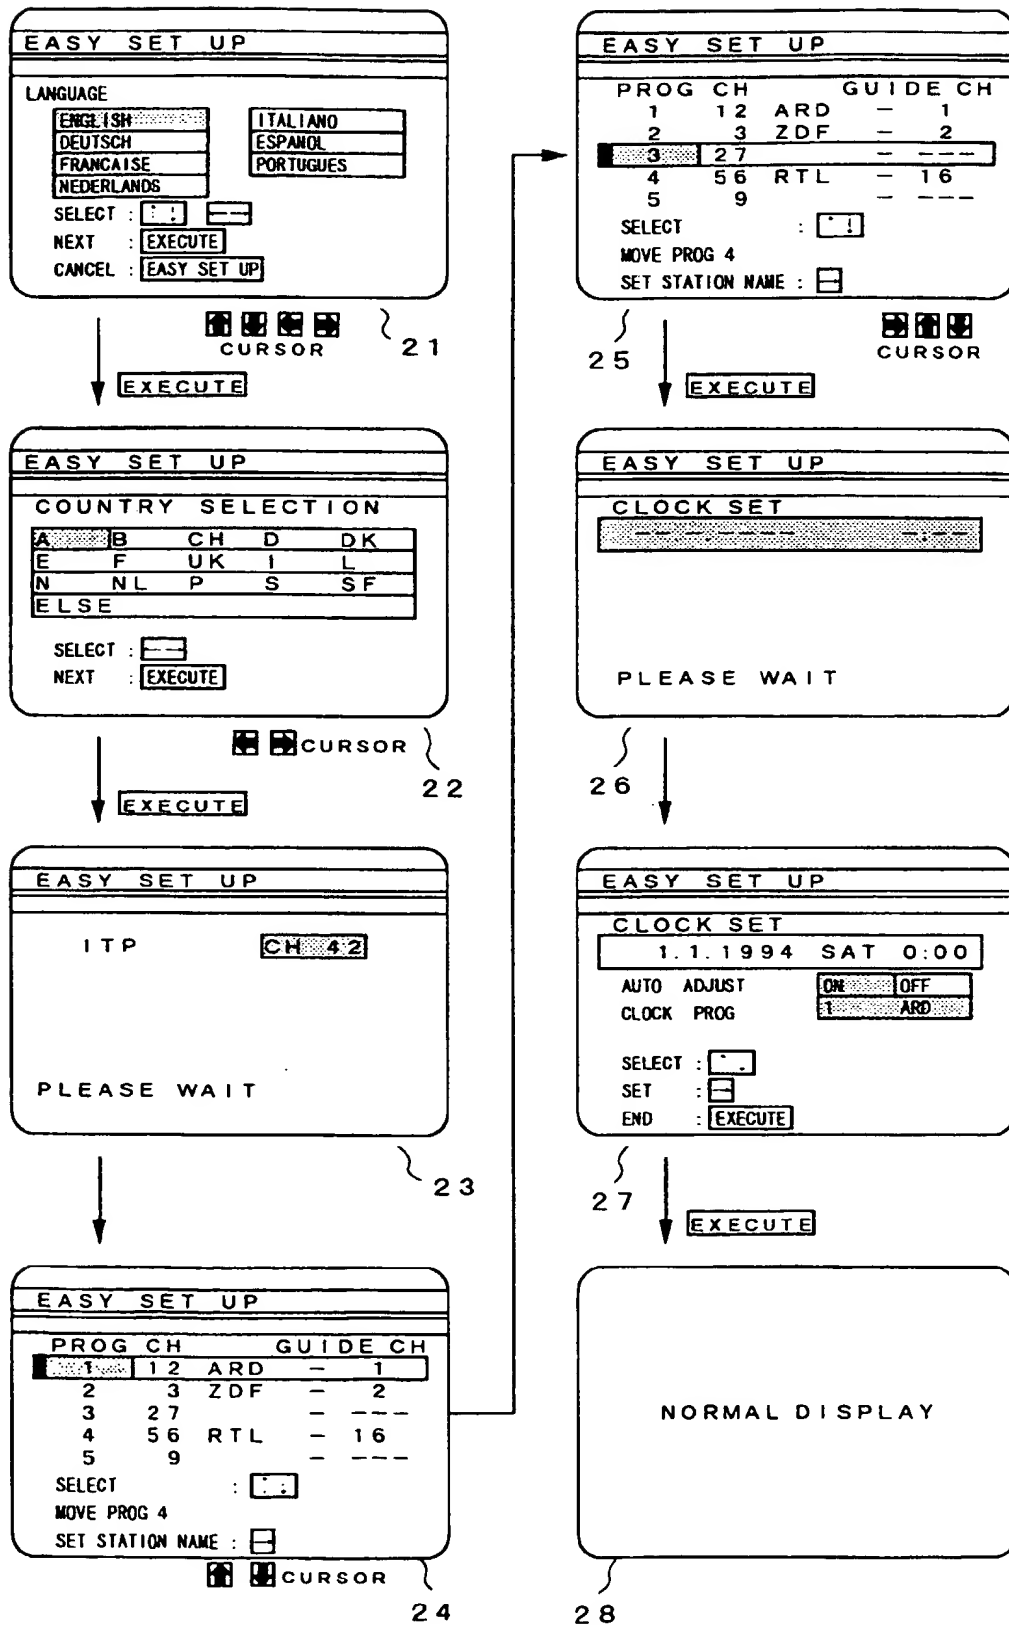 EASY SET UP
LANGUAGE
ENGLISH ITALIANO
DEUTSCH ESPANOL
FRANCAISE PORTUGUES
NEDERLANDS
SELECT :
NEXT : EXECUTE
CANCEL : EASY SET UP
CURSOR
21
EXECUTE
EASY SET UP
COUNTRY SELECTION
A B CH D DK
E F UK I L
N NL P S SF
ELSE
SELECT :
NEXT : EXECUTE
CURSOR
22
EXECUTE
EASY SET UP
ITP CH 42
PLEASE WAIT
23
EASY SET UP
PROG CH GUIDE CH
1 12 ARD - 1
2 3 ZDF - 2
3 27 - ---
4 56 RTL - 16
5 9 - ---
SELECT :
MOVE PROG 4
SET STATION NAME :
CURSOR
24
EASY SET UP
PROG CH GUIDE CH
1 12 ARD - 1
2 3 ZDF - 2
3 27 - ---
4 56 RTL - 16
5 9 - ---
SELECT :
MOVE PROG 4
SET STATION NAME :
25
CURSOR
EXECUTE
EASY SET UP
CLOCK SET
--.--.---- --.--
PLEASE WAIT
26
EASY SET UP
CLOCK SET
1.1.1994 SAT 0:00
AUTO ADJUST ON OFF
CLOCK PROG 1 ARD
SELECT :
SET :
END : EXECUTE
27
EXECUTE
NORMAL DISPLAY
28